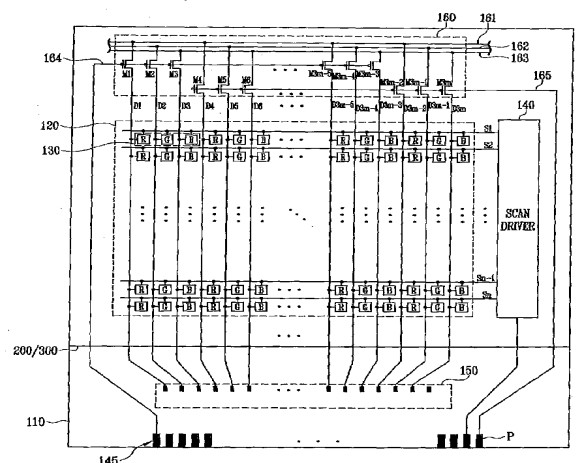 160
161
162
163
164
M1 M2 M3
M3m-5 M3m-4 M3m-3
M4 M5 M6
M3m-2 M3m-1 M3m
165
D1 D2 D3 D4 D5 D6 D3m-5 D3m-4 D3m-3 D3m-2 D3m-1 D3m
140
120
S1
130
R G B R G B R G B R G B
S2
R G B R G B R G B R G B
SCAN
DRIVER
Sn-1
R G B R G B R G B R G B
Sn
R G B R G B R G B R G B
200/300
150
110
P
145